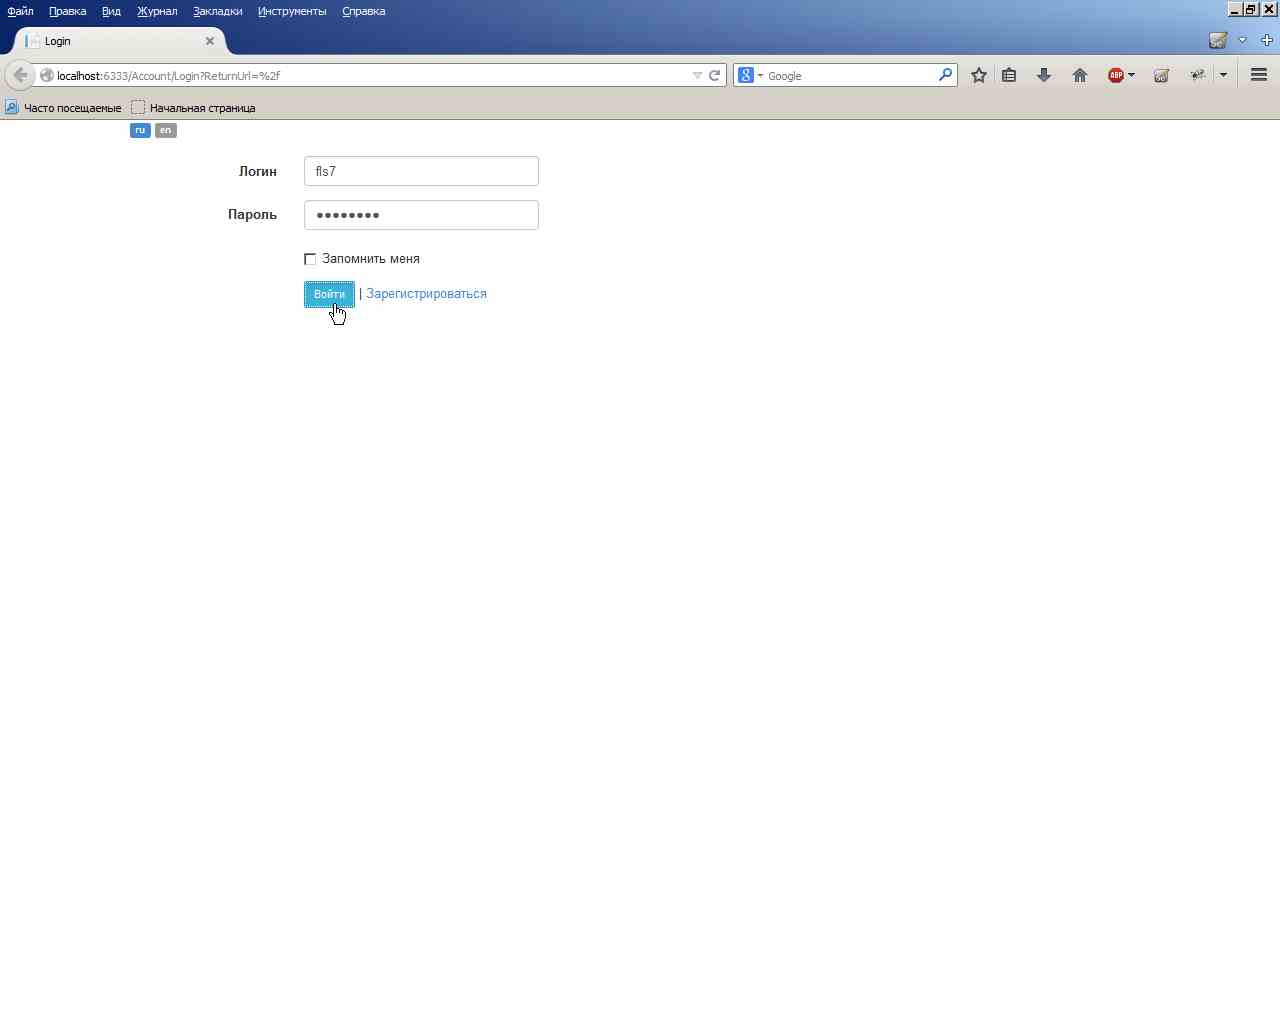 Файл Правка Вид Журнал Закладки Инструменты Справка
Login
localhost:6333/Account/Login?ReturnUrl=%2f
Google
ABP
Часто посещаемые Начальная страница
ru en
Логин fls7
Пароль ••••••••
Запомнить меня
Войти | Зарегистрироваться